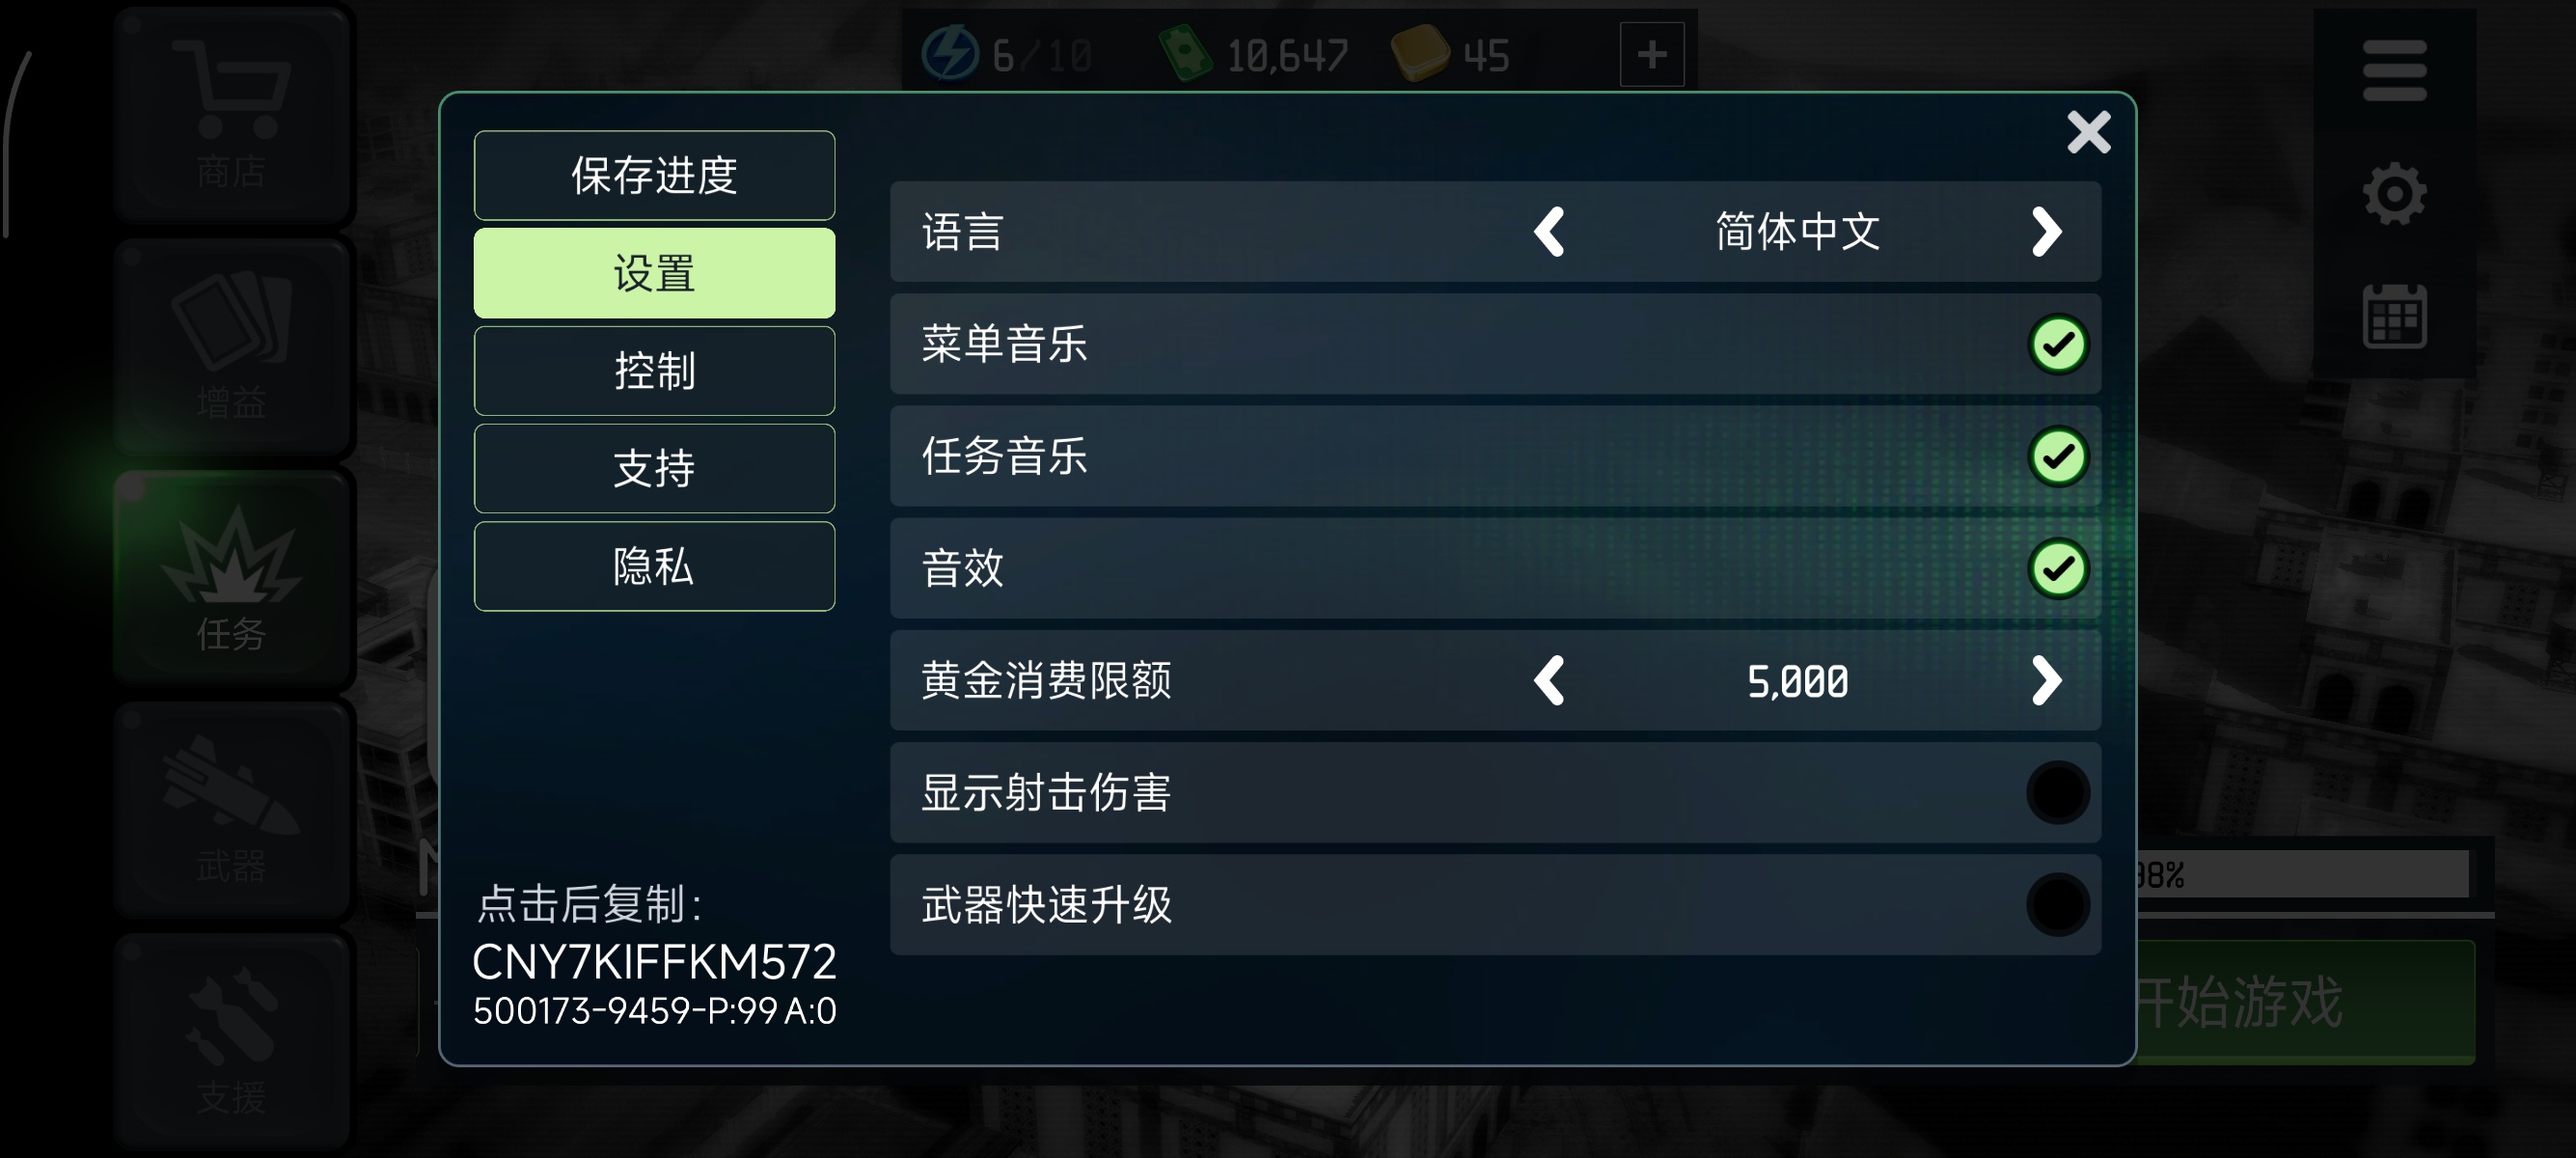 商店
增益
任务
武器
支援
6/10
10,647
45
保存进度
设置
控制
支持
隐私
点击后复制：
CNY7KIFFKM572
500173-9459-P:99 A:0
语言
简体中文
菜单音乐
任务音乐
音效
黄金消费限额
5,000
显示射击伤害
武器快速升级
98%
开始游戏